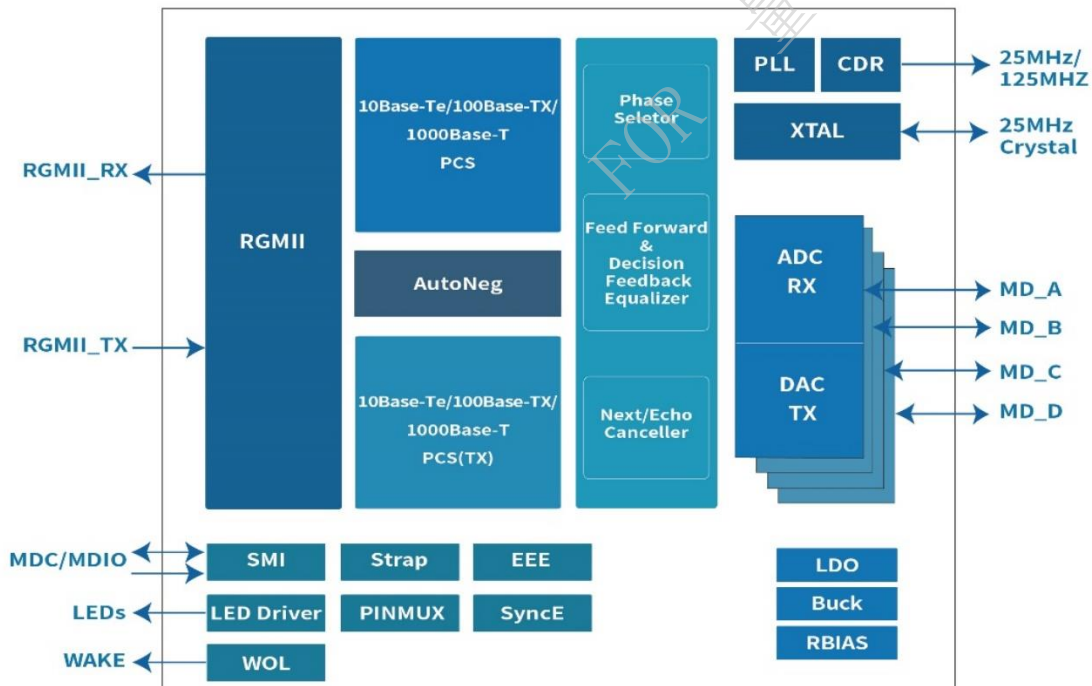 PLL
CDR
25MHz/
125MHZ
XTAL
25MHz
Crystal
RGMII_RX
RGMII_TX
RGMII
10Base-Te/100Base-TX/
1000Base-T
PCS
AutoNeg
10Base-Te/100Base-TX/
1000Base-T
PCS(TX)
Phase
Seletor
Feed Forward
&
Decision
Feedback
Equalizer
Next/Echo
Canceller
ADC
RX
DAC
TX
MD_A
MD_B
MD_C
MD_D
MDC/MDIO
SMI
Strap
EEE
LEDs
LED Driver
PINMUX
SyncE
WAKE
WOL
LDO
Buck
RBIAS
FOR